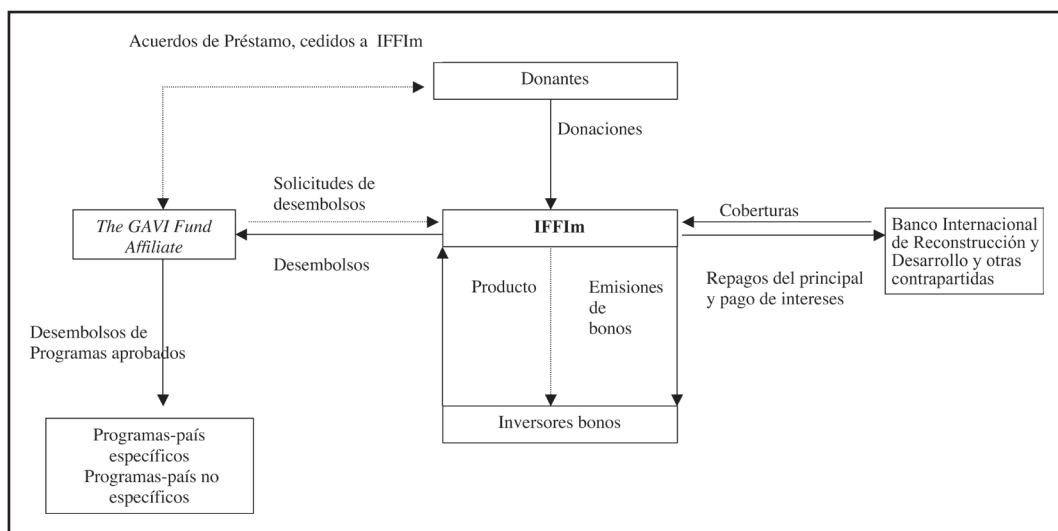 Acuerdos de Préstamo, cedidos a IFFIm
Donantes
Donaciones
Solicitudes de
desembolsos
The GAVI Fund
Affiliate
IFFIm
Coberturas
Banco Internacional
de Reconstrucción y
Desarrollo y otras
contrapartidas
Desembolsos
Producto
Emisiones
de
bonos
Repagos del principal
y pago de intereses
Desembolsos de
Programas aprobados
Inversores bonos
Programas-país
específicos
Programas-país no
específicos